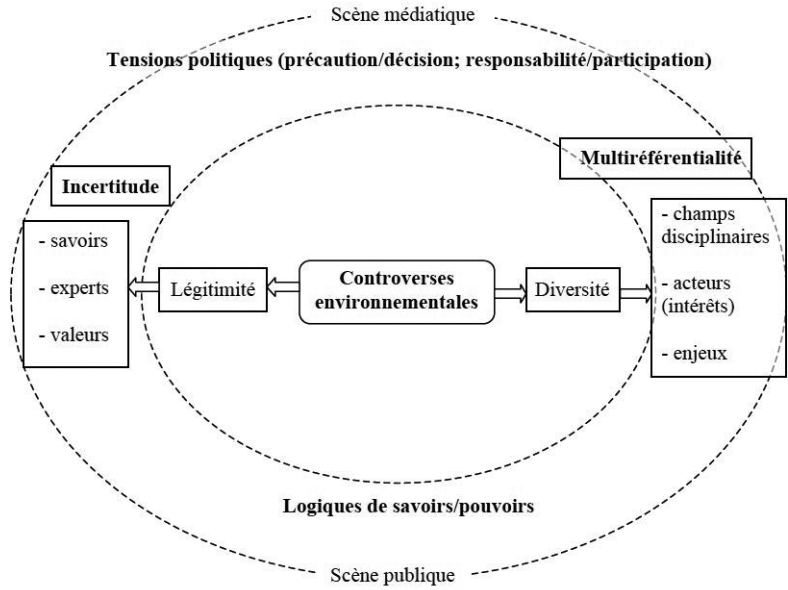 Scène médiatique
Tensions politiques (précaution/décision; responsabilité/participation)
Multiréférentialité
Incertitude
- savoirs
- experts
- valeurs
Légitimité
Controverses
environnementales
Diversité
- champs
disciplinaires
- acteurs
(intérêts)
- enjeux
Logiques de savoirs/pouvoirs
Scène publique